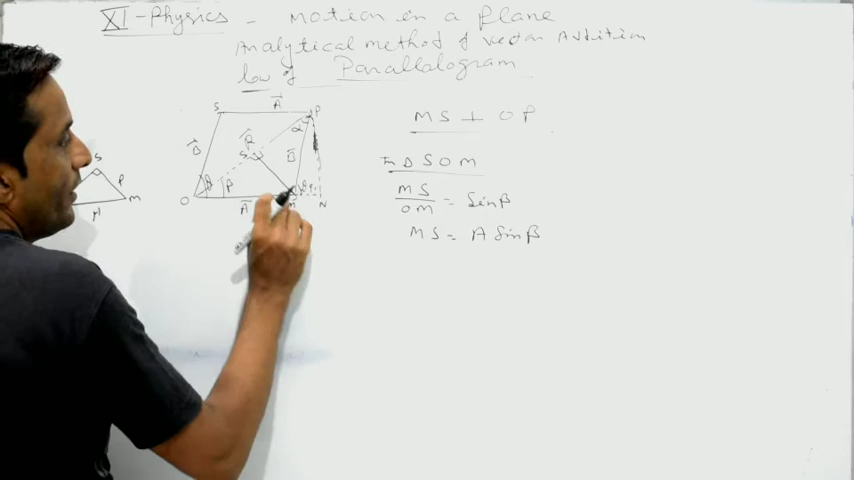 XI-Physics - Motion in a Plane
Analytical method of vector Addition
law of Parallalogram
S A P
α
R
B S B
O β A M N
S
P
M
MS ⊥ OP
In Δ SOM
MS/OM = Sinβ
MS = A Sinβ